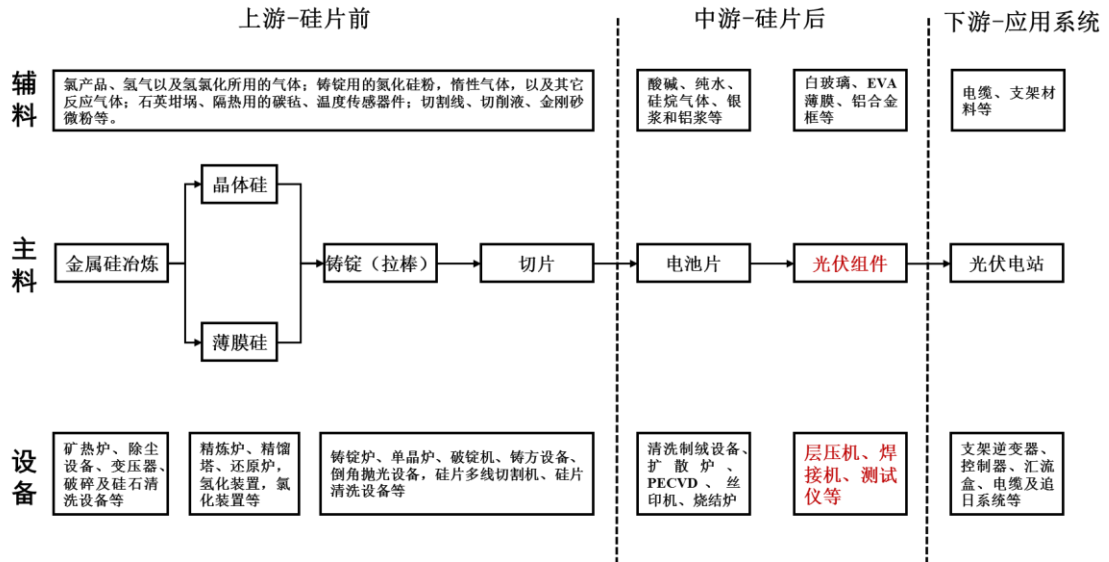 上游-硅片前
中游-硅片后
下游-应用系统
辅料
氯产品、氢气以及氢氯化所用的气体；铸锭用的氮化硅粉，惰性气体，以及其它
反应气体；石英坩埚、隔热用的碳毡、温度传感器件；切割线、切削液、金刚砂
微粉等。
酸碱、纯水、
硅烷气体、银
浆和铝浆等
白玻璃、EVA
薄膜、铝合金
框等
电缆、支架材
料等
主料
金属硅冶炼
晶体硅
薄膜硅
铸锭（拉棒）
切片
电池片
光伏组件
光伏电站
设备
矿热炉、除尘
设备、变压器、
破碎及硅石清
洗设备等
精炼炉、精馏
塔、还原炉，
氢化装置，氯
化装置等
铸锭炉、单晶炉、破锭机、铸方设备、
倒角抛光设备，硅片多线切割机、硅片
清洗设备等
清洗制绒设备、
扩散炉、
PECVD、丝
印机、烧结炉
层压机、焊
接机、测试
仪等
支架逆变器、
控制器、汇流
盒、电缆及追
日系统等